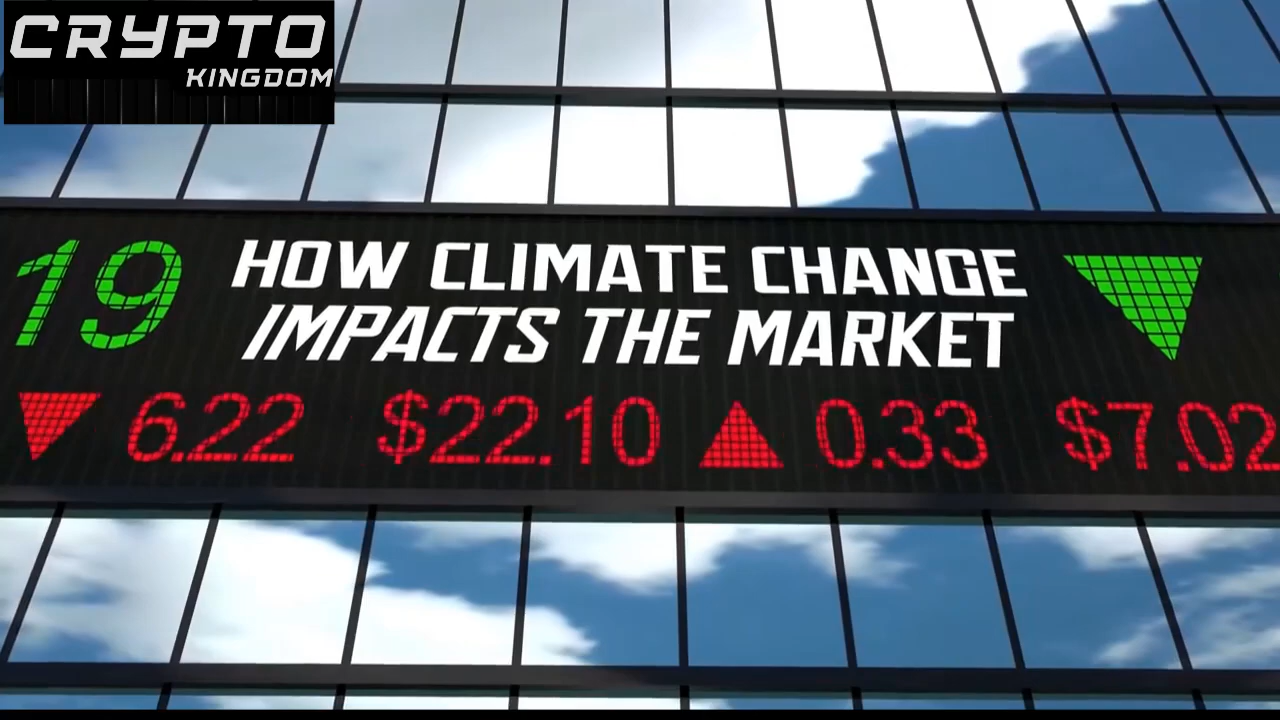 CRYPTO
KINGDOM
19
HOW CLIMATE CHANGE
IMPACTS THE MARKET
6.22 $22.10 0.33 $7.02